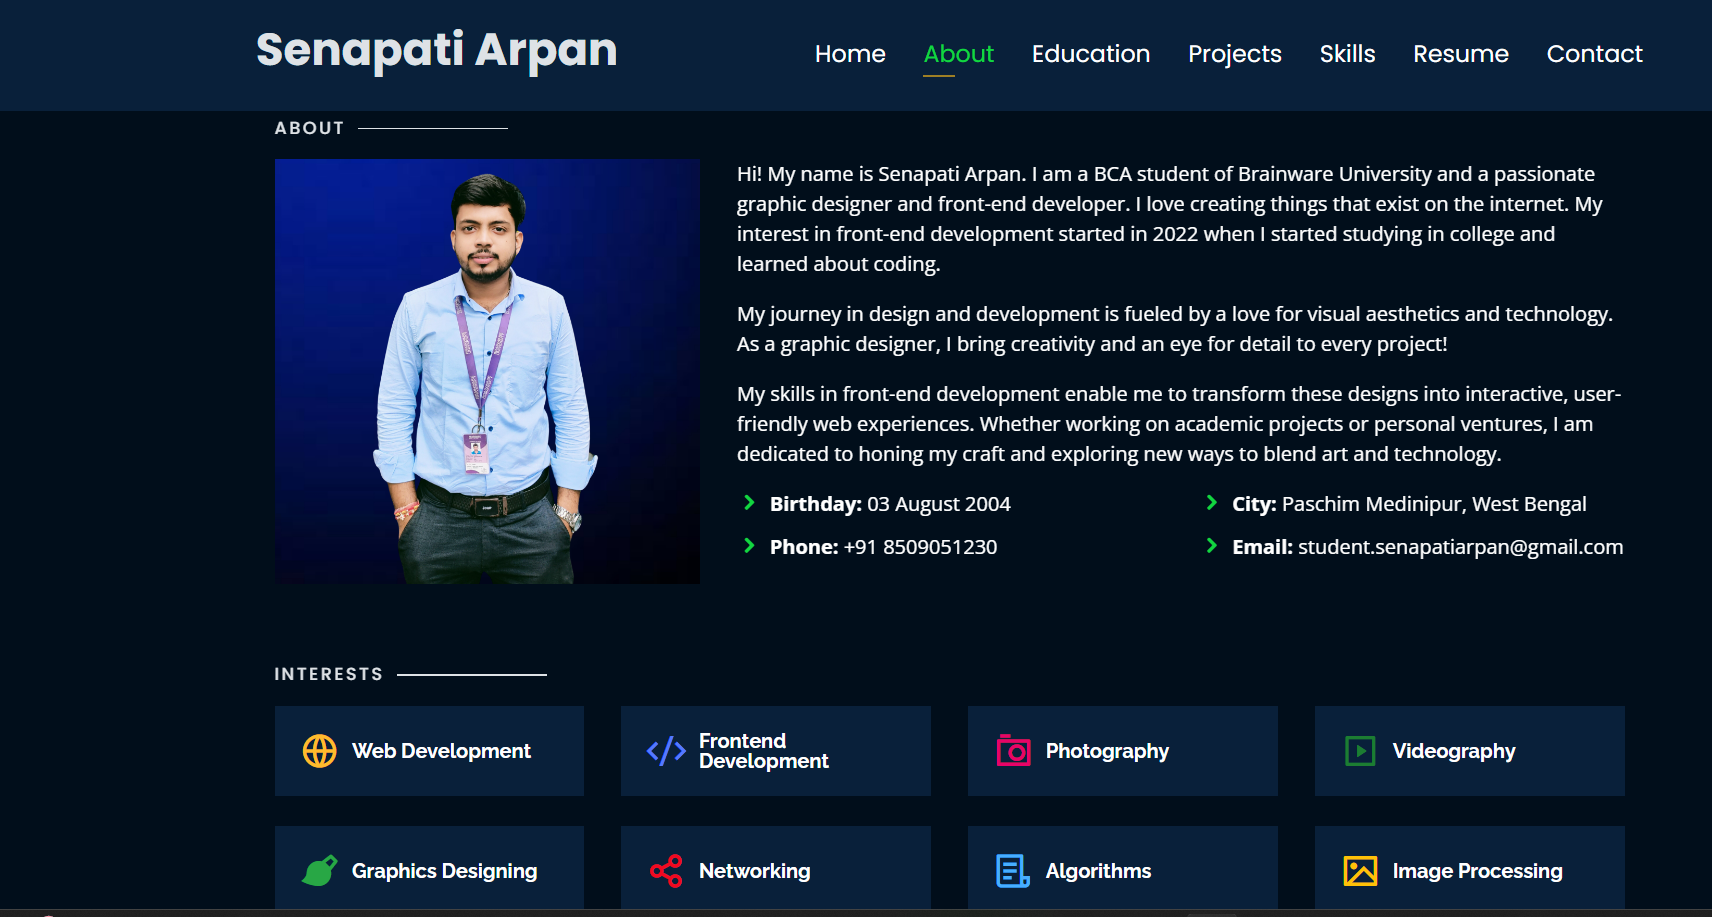 Senapati Arpan
Home About Education Projects Skills Resume Contact
ABOUT
Hi! My name is Senapati Arpan. I am a BCA student of Brainware University and a passionate
graphic designer and front-end developer. I love creating things that exist on the internet. My
interest in front-end development started in 2022 when I started studying in college and
learned about coding.
My journey in design and development is fueled by a love for visual aesthetics and technology.
As a graphic designer, I bring creativity and an eye for detail to every project!
My skills in front-end development enable me to transform these designs into interactive, user-
friendly web experiences. Whether working on academic projects or personal ventures, I am
dedicated to honing my craft and exploring new ways to blend art and technology.
Birthday: 03 August 2004
City: Paschim Medinipur, West Bengal
Phone: +91 8509051230
Email: student.senapatiarpan@gmail.com
INTERESTS
Web Development
Frontend
Development
Photography
Videography
Graphics Designing
Networking
Algorithms
Image Processing